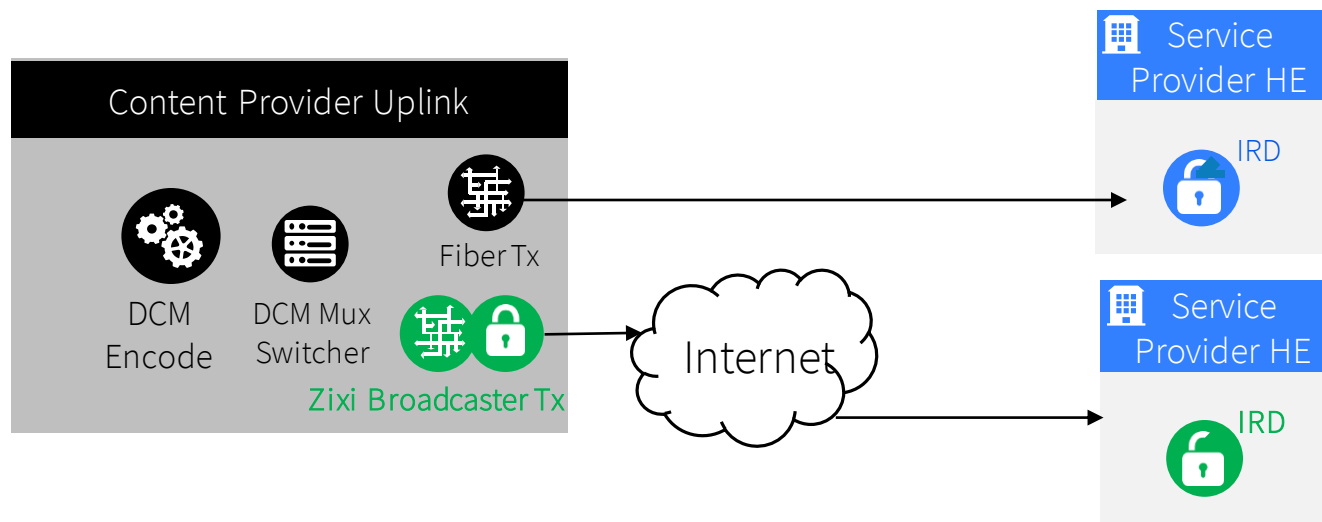 Content Provider Uplink
Fiber Tx
DCM
Encode
DCM Mux
Switcher
Zixi Broadcaster Tx
Internet
Service
Provider HE
IRD
Service
Provider HE
IRD